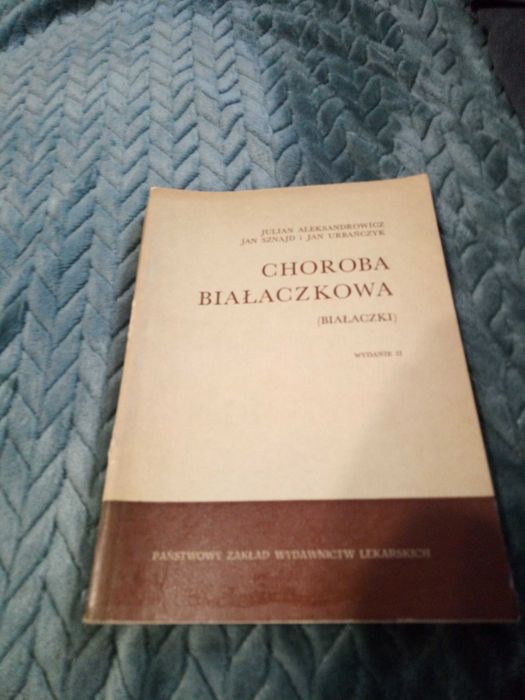 JULIAN ALEKSANDROWICZ
JAN SZNAJD i JAN URBAŃCZYK
CHOROBA
BIAŁACZKOWA
(BIAŁACZKI)
WYDANIE II
PAŃSTWOWY ZAKŁAD WYDAWNICTW LEKARSKICH